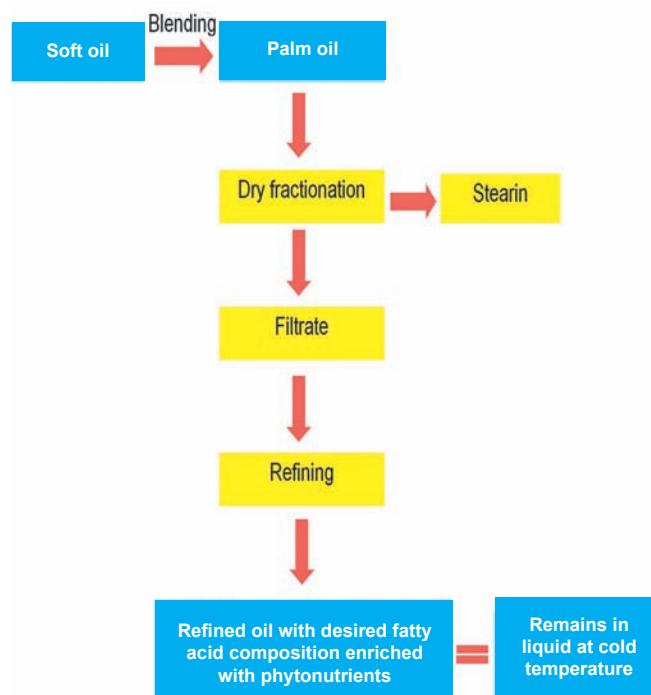 Blending
Soft oil
Palm oil
Dry fractionation
Stearin
Filtrate
Refining
Refined oil with desired fatty
acid composition enriched
with phytonutrients
Remains in
liquid at cold
temperature